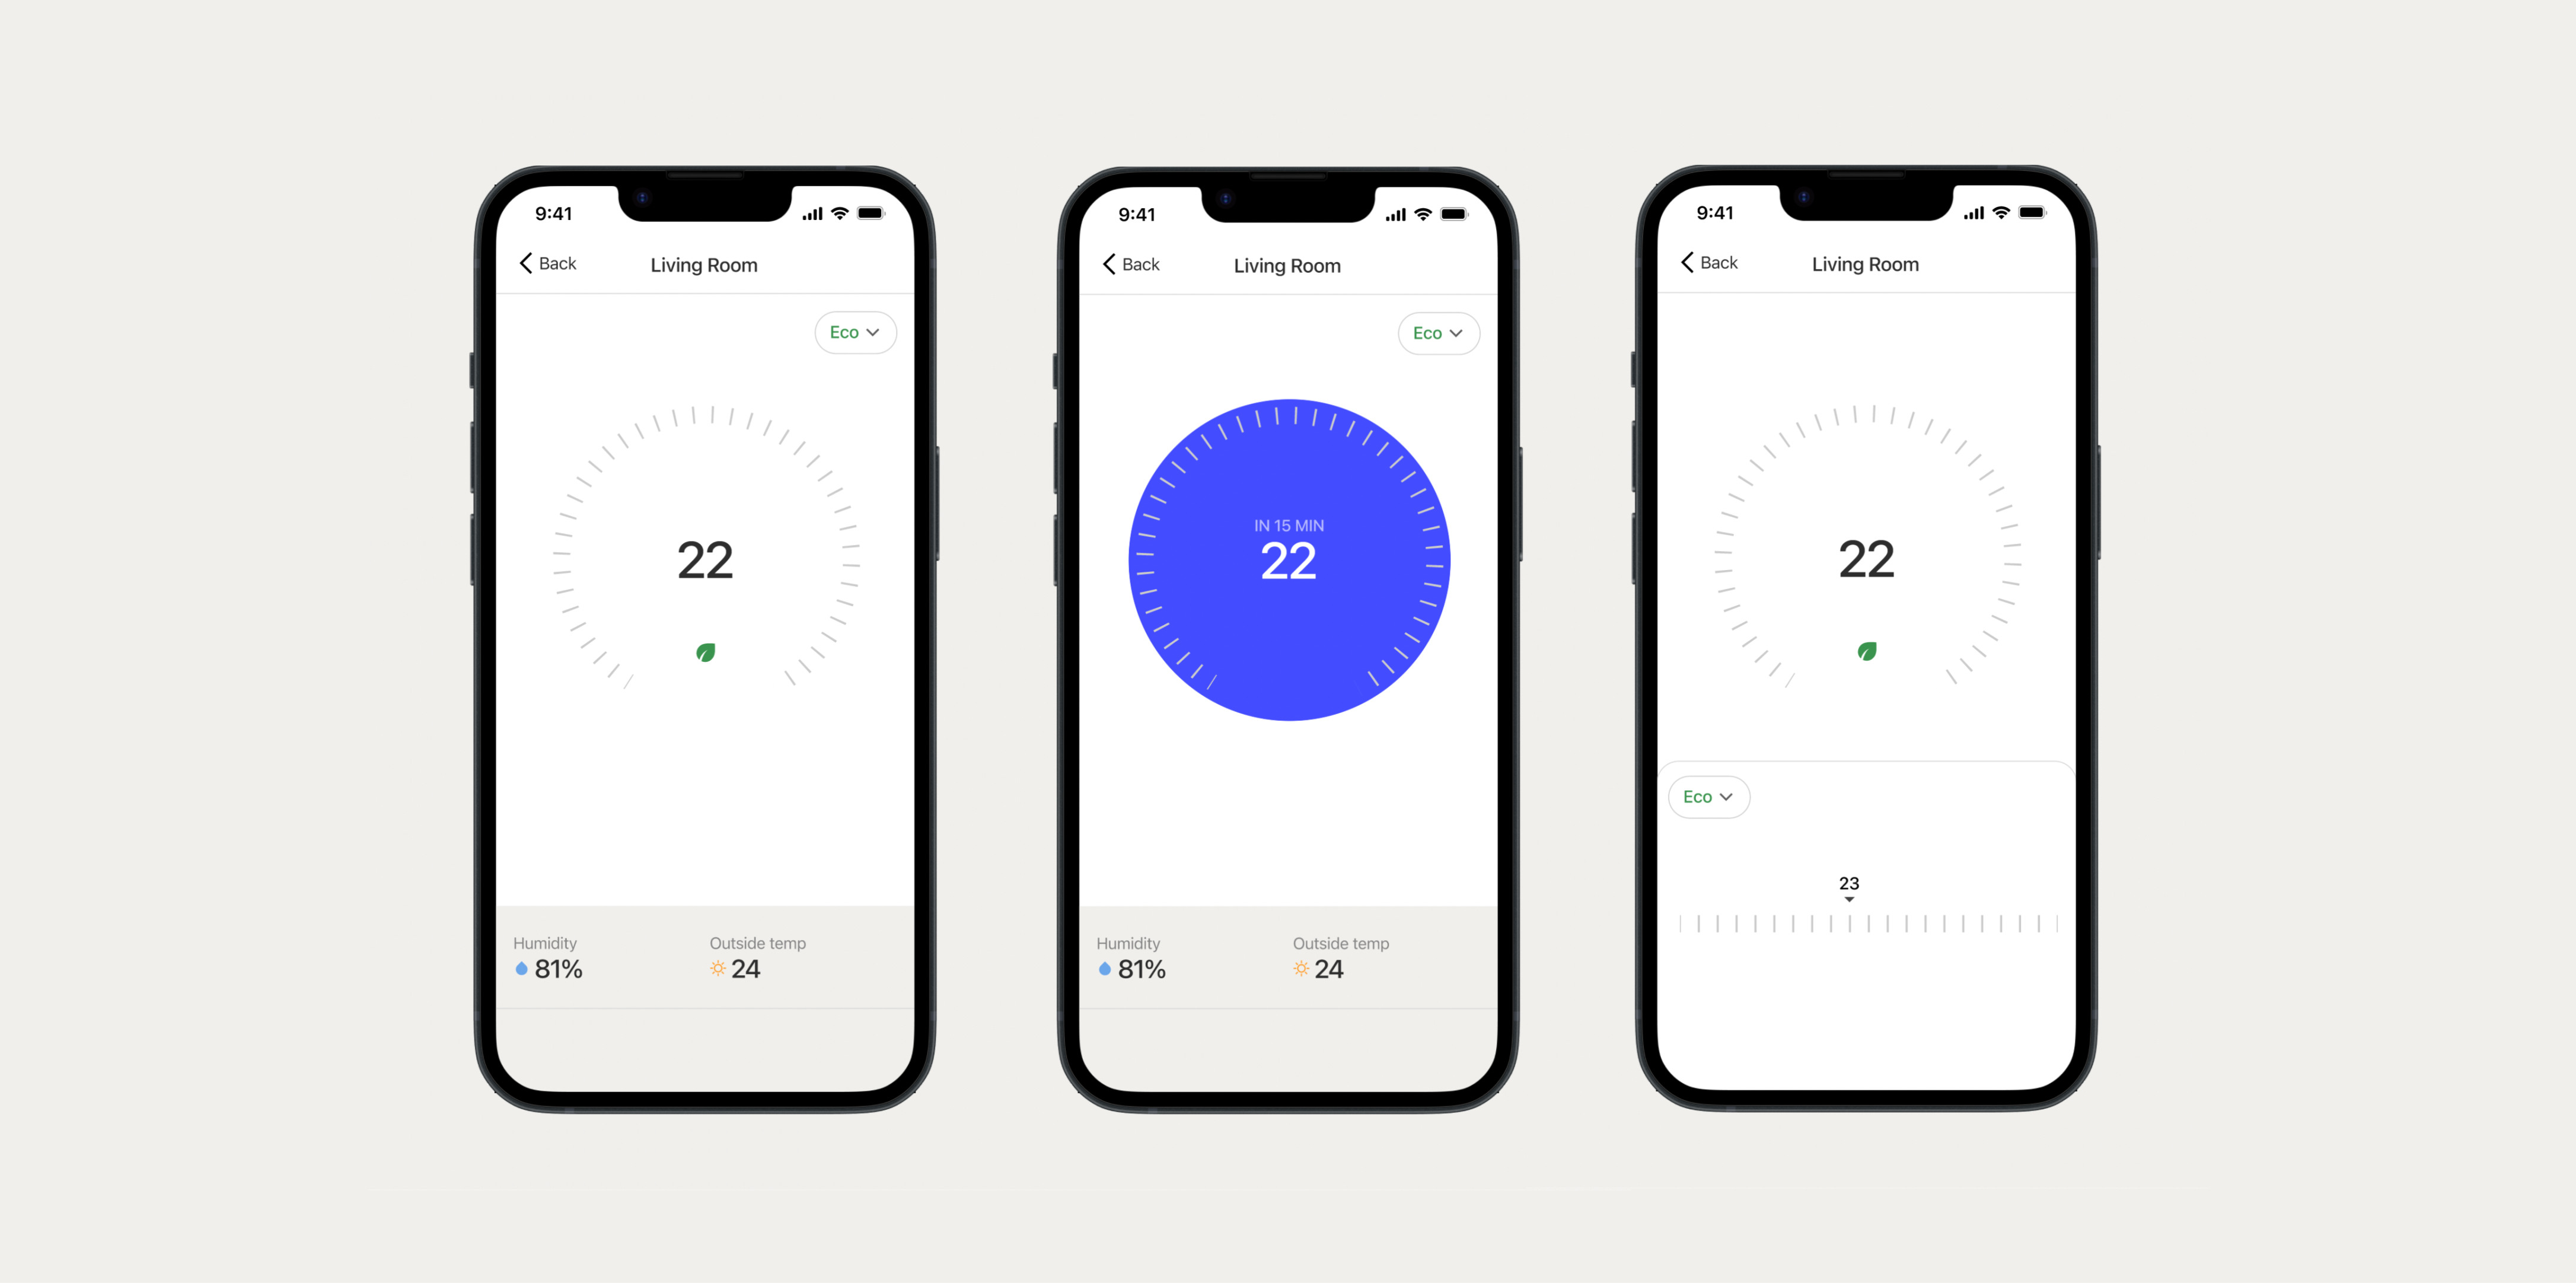 9:41
Back
Living Room
Eco
22
Humidity
81%
Outside temp
24
9:41
Back
Living Room
Eco
IN 15 MIN
22
Humidity
81%
Outside temp
24
9:41
Back
Living Room
22
Eco
23